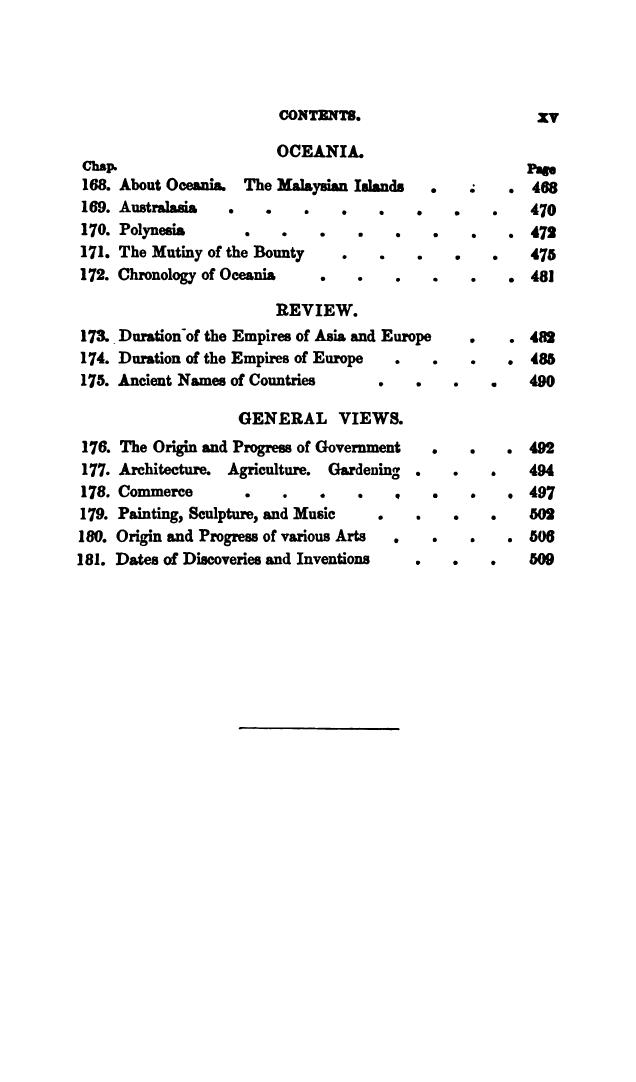 CONTENTS. XV
OCEANIA.
Chap. Page
168. About Oceania. The Malaysian Islands . . . 468
169. Australasia . . . . . . . . 470
170. Polynesia . . . . . . . . 472
171. The Mutiny of the Bounty . . . . . 475
172. Chronology of Oceania . . . . . . 481
REVIEW.
173. Duration of the Empires of Asia and Europe . . 482
174. Duration of the Empires of Europe . . . . 485
175. Ancient Names of Countries . . . . 490
GENERAL VIEWS.
176. The Origin and Progress of Government . . . 492
177. Architecture. Agriculture. Gardening . . . 494
178. Commerce . . . . . . . . 497
179. Painting, Sculpture, and Music . . . . 502
180. Origin and Progress of various Arts . . . . 506
181. Dates of Discoveries and Inventions . . . 509